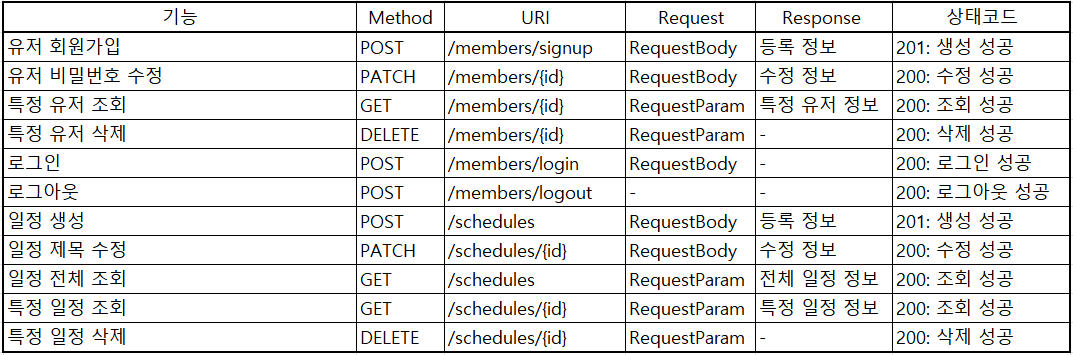 기능 Method URI Request Response 상태코드
유저 회원가입 POST /members/signup RequestBody 등록 정보 201: 생성 성공
유저 비밀번호 수정 PATCH /members/{id} RequestBody 수정 정보 200: 수정 성공
특정 유저 조회 GET /members/{id} RequestParam 특정 유저 정보 200: 조회 성공
특정 유저 삭제 DELETE /members/{id} RequestParam - 200: 삭제 성공
로그인 POST /members/login RequestBody - 200: 로그인 성공
로그아웃 POST /members/logout - - 200: 로그아웃 성공
일정 생성 POST /schedules RequestBody 등록 정보 201: 생성 성공
일정 제목 수정 PATCH /schedules/{id} RequestBody 수정 정보 200: 수정 성공
일정 전체 조회 GET /schedules RequestParam 전체 일정 정보 200: 조회 성공
특정 일정 조회 GET /schedules/{id} RequestParam 특정 일정 정보 200: 조회 성공
특정 일정 삭제 DELETE /schedules/{id} RequestParam - 200: 삭제 성공